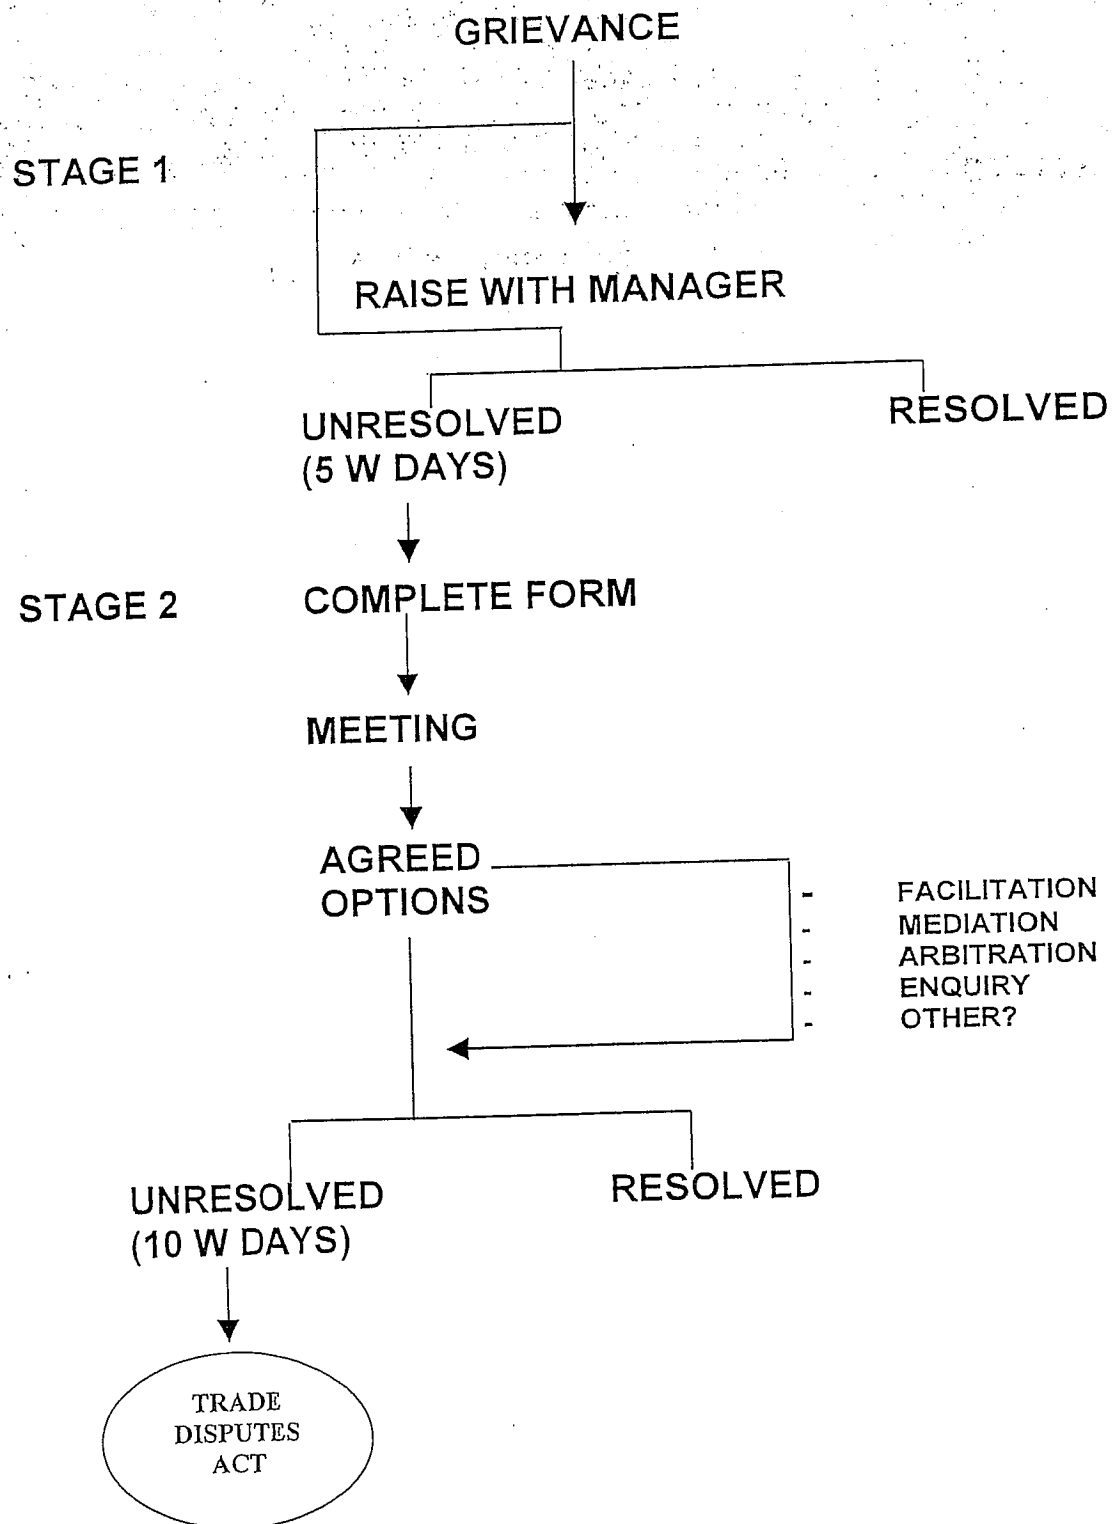 GRIEVANCE
STAGE 1
RAISE WITH MANAGER
UNRESOLVED
(5 W DAYS)
RESOLVED
STAGE 2
COMPLETE FORM
MEETING
AGREED
OPTIONS
- FACILITATION
- MEDIATION
- ARBITRATION
- ENQUIRY
- OTHER?
UNRESOLVED
(10 W DAYS)
RESOLVED
TRADE
DISPUTES
ACT